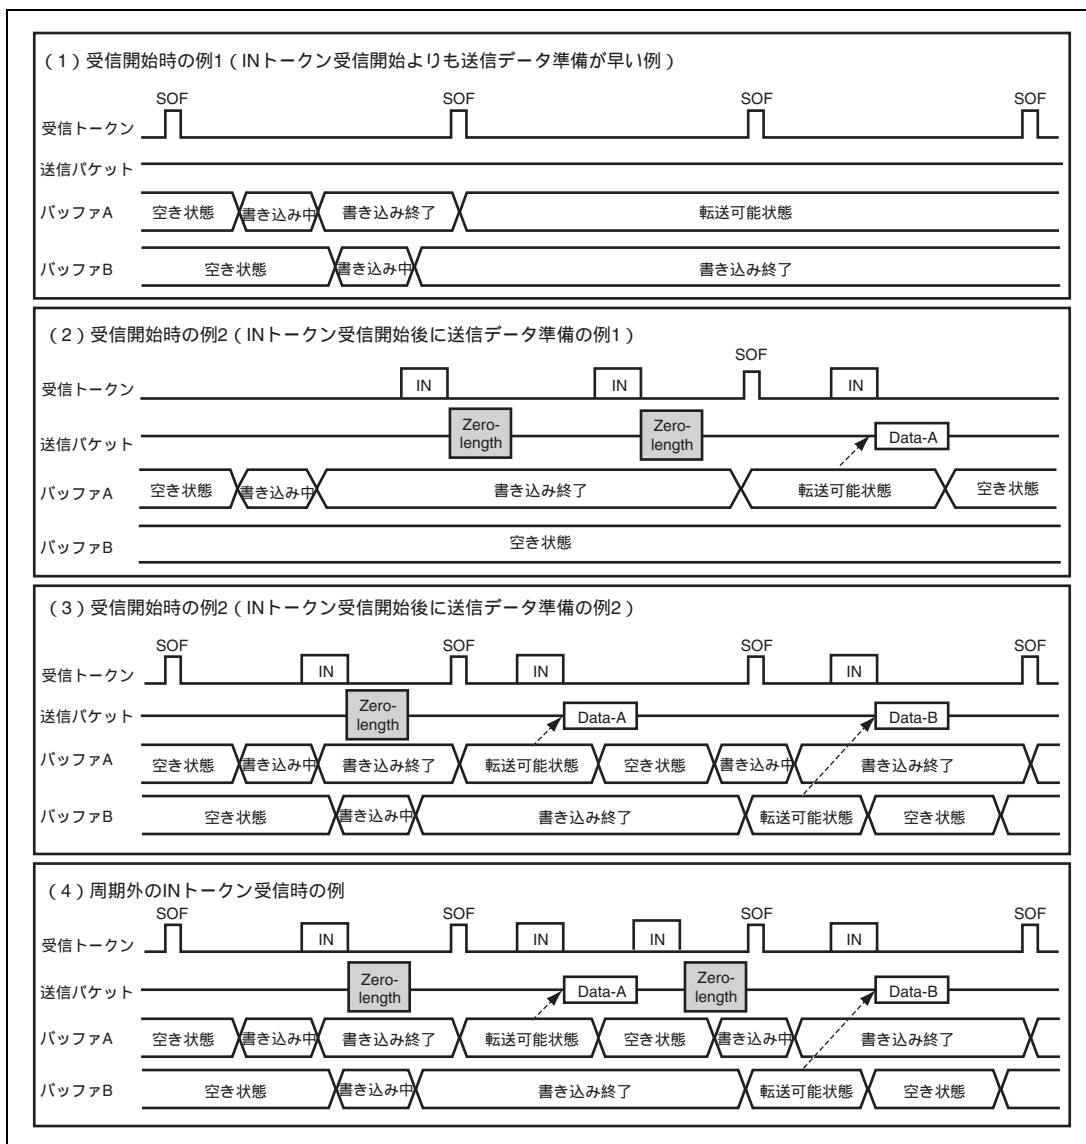 (1)受信開始時の例1(INトークン受信開始よりも送信データ準備が早い例)
SOF SOF SOF SOF
受信トークン
送信パケット
バッファA 空き状態 書き込み中 書き込み終了 転送可能状態
バッファB 空き状態 書き込み中 書き込み終了
(2)受信開始時の例2(INトークン受信開始後に送信データ準備の例1)
SOF
受信トークン IN IN IN
送信パケット Zero-length Zero-length Data-A
バッファA 空き状態 書き込み中 書き込み終了 転送可能状態 空き状態
バッファB 空き状態
(3)受信開始時の例2(INトークン受信開始後に送信データ準備の例2)
SOF SOF SOF SOF
受信トークン IN IN IN
送信パケット Zero-length Data-A Data-B
バッファA 空き状態 書き込み中 書き込み終了 転送可能状態 空き状態 書き込み中 書き込み終了
バッファB 空き状態 書き込み中 書き込み終了 転送可能状態 空き状態
(4)周期外のINトークン受信時の例
SOF SOF SOF SOF
受信トークン IN IN IN IN
送信パケット Zero-length Data-A Zero-length Data-B
バッファA 空き状態 書き込み中 書き込み終了 転送可能状態 空き状態 書き込み中 書き込み終了
バッファB 空き状態 書き込み中 書き込み終了 転送可能状態 空き状態